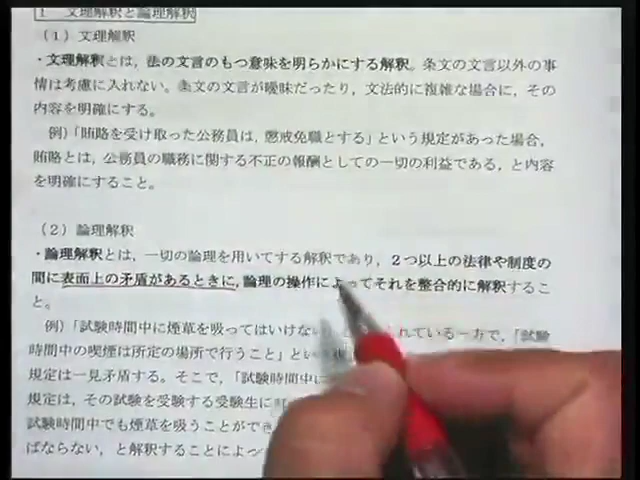 1 文理解釈と論理解釈
(1)文理解釈
・文理解釈とは，法の文言のもつ意味を明らかにする解釈。条文の文言以外の事
情は考慮に入れない。条文の文言が曖昧だったり，文法的に複雑な場合に，その
内容を明確にする。
例)「賄賂を受け取った公務員は，懲戒免職とする」という規定があった場合，
賄賂とは，公務員の職務に関する不正の報酬としての一切の利益である，と内容
を明確にすること。
(2)論理解釈
・論理解釈とは，一切の論理を用いてする解釈であり，2つ以上の法律や制度の
間に表面上の矛盾があるときに，論理の操作によってそれを整合的に解釈するこ
と。
例)「試験時間中に煙草を吸ってはいけない れている一方で，「試験
時間中の喫煙は所定の場所で行うこと」とい
規定は一見矛盾する。そこで，「試験時間中に
規定は，その試験を受験する受験生に
試験時間中でも煙草を吸うことができ
ばならない，と解釈することによっ